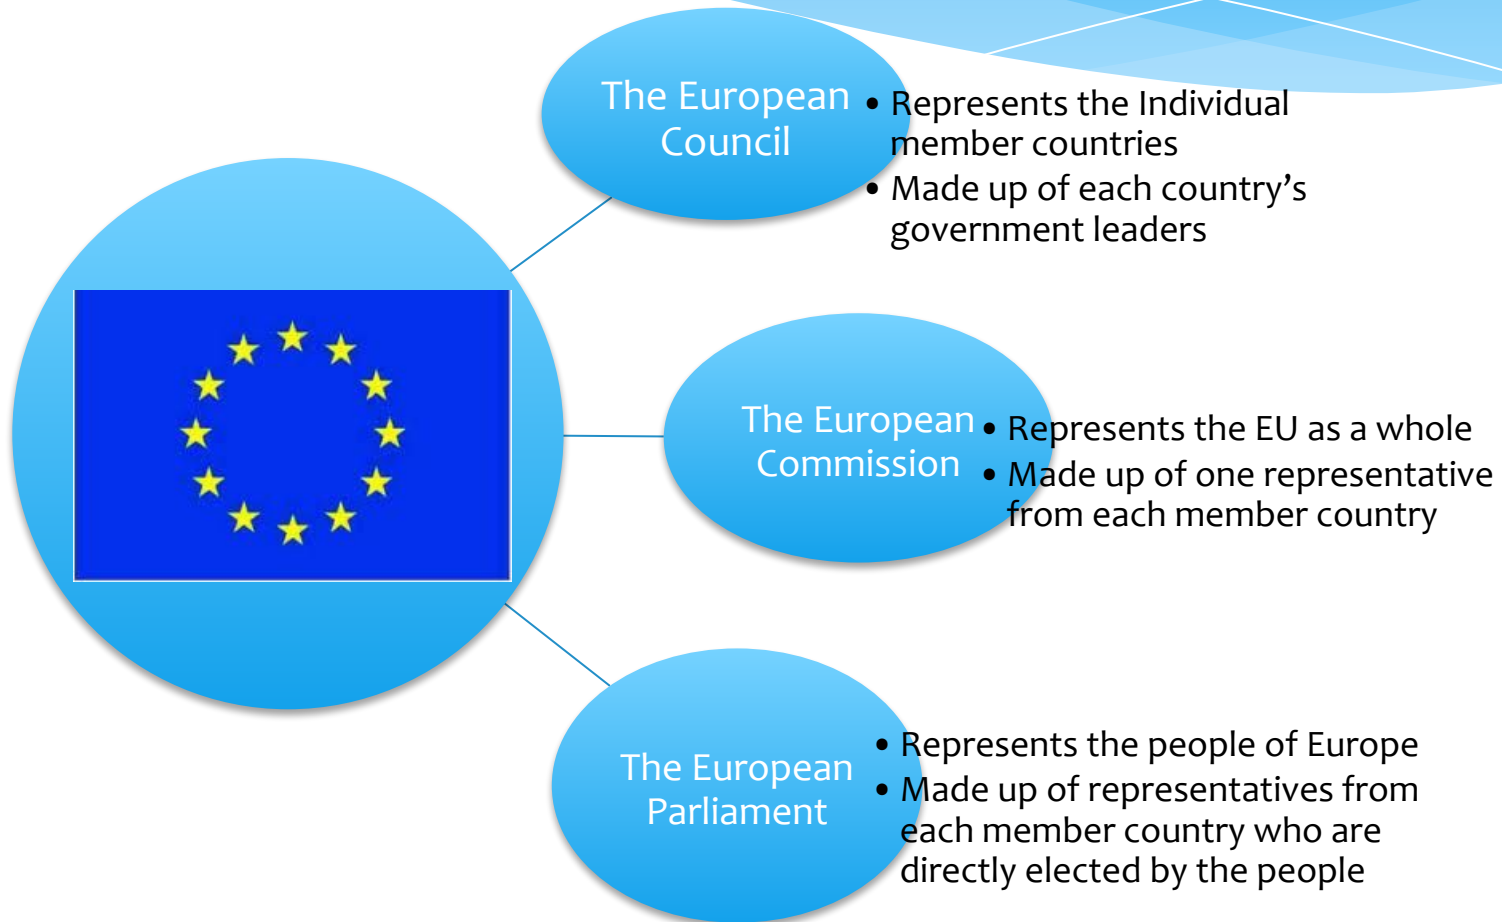 The European
Council
• Represents the Individual
member countries
• Made up of each country’s
government leaders
The European
Commission
• Represents the EU as a whole
• Made up of one representative
from each member country
The European
Parliament
• Represents the people of Europe
• Made up of representatives from
each member country who are
directly elected by the people